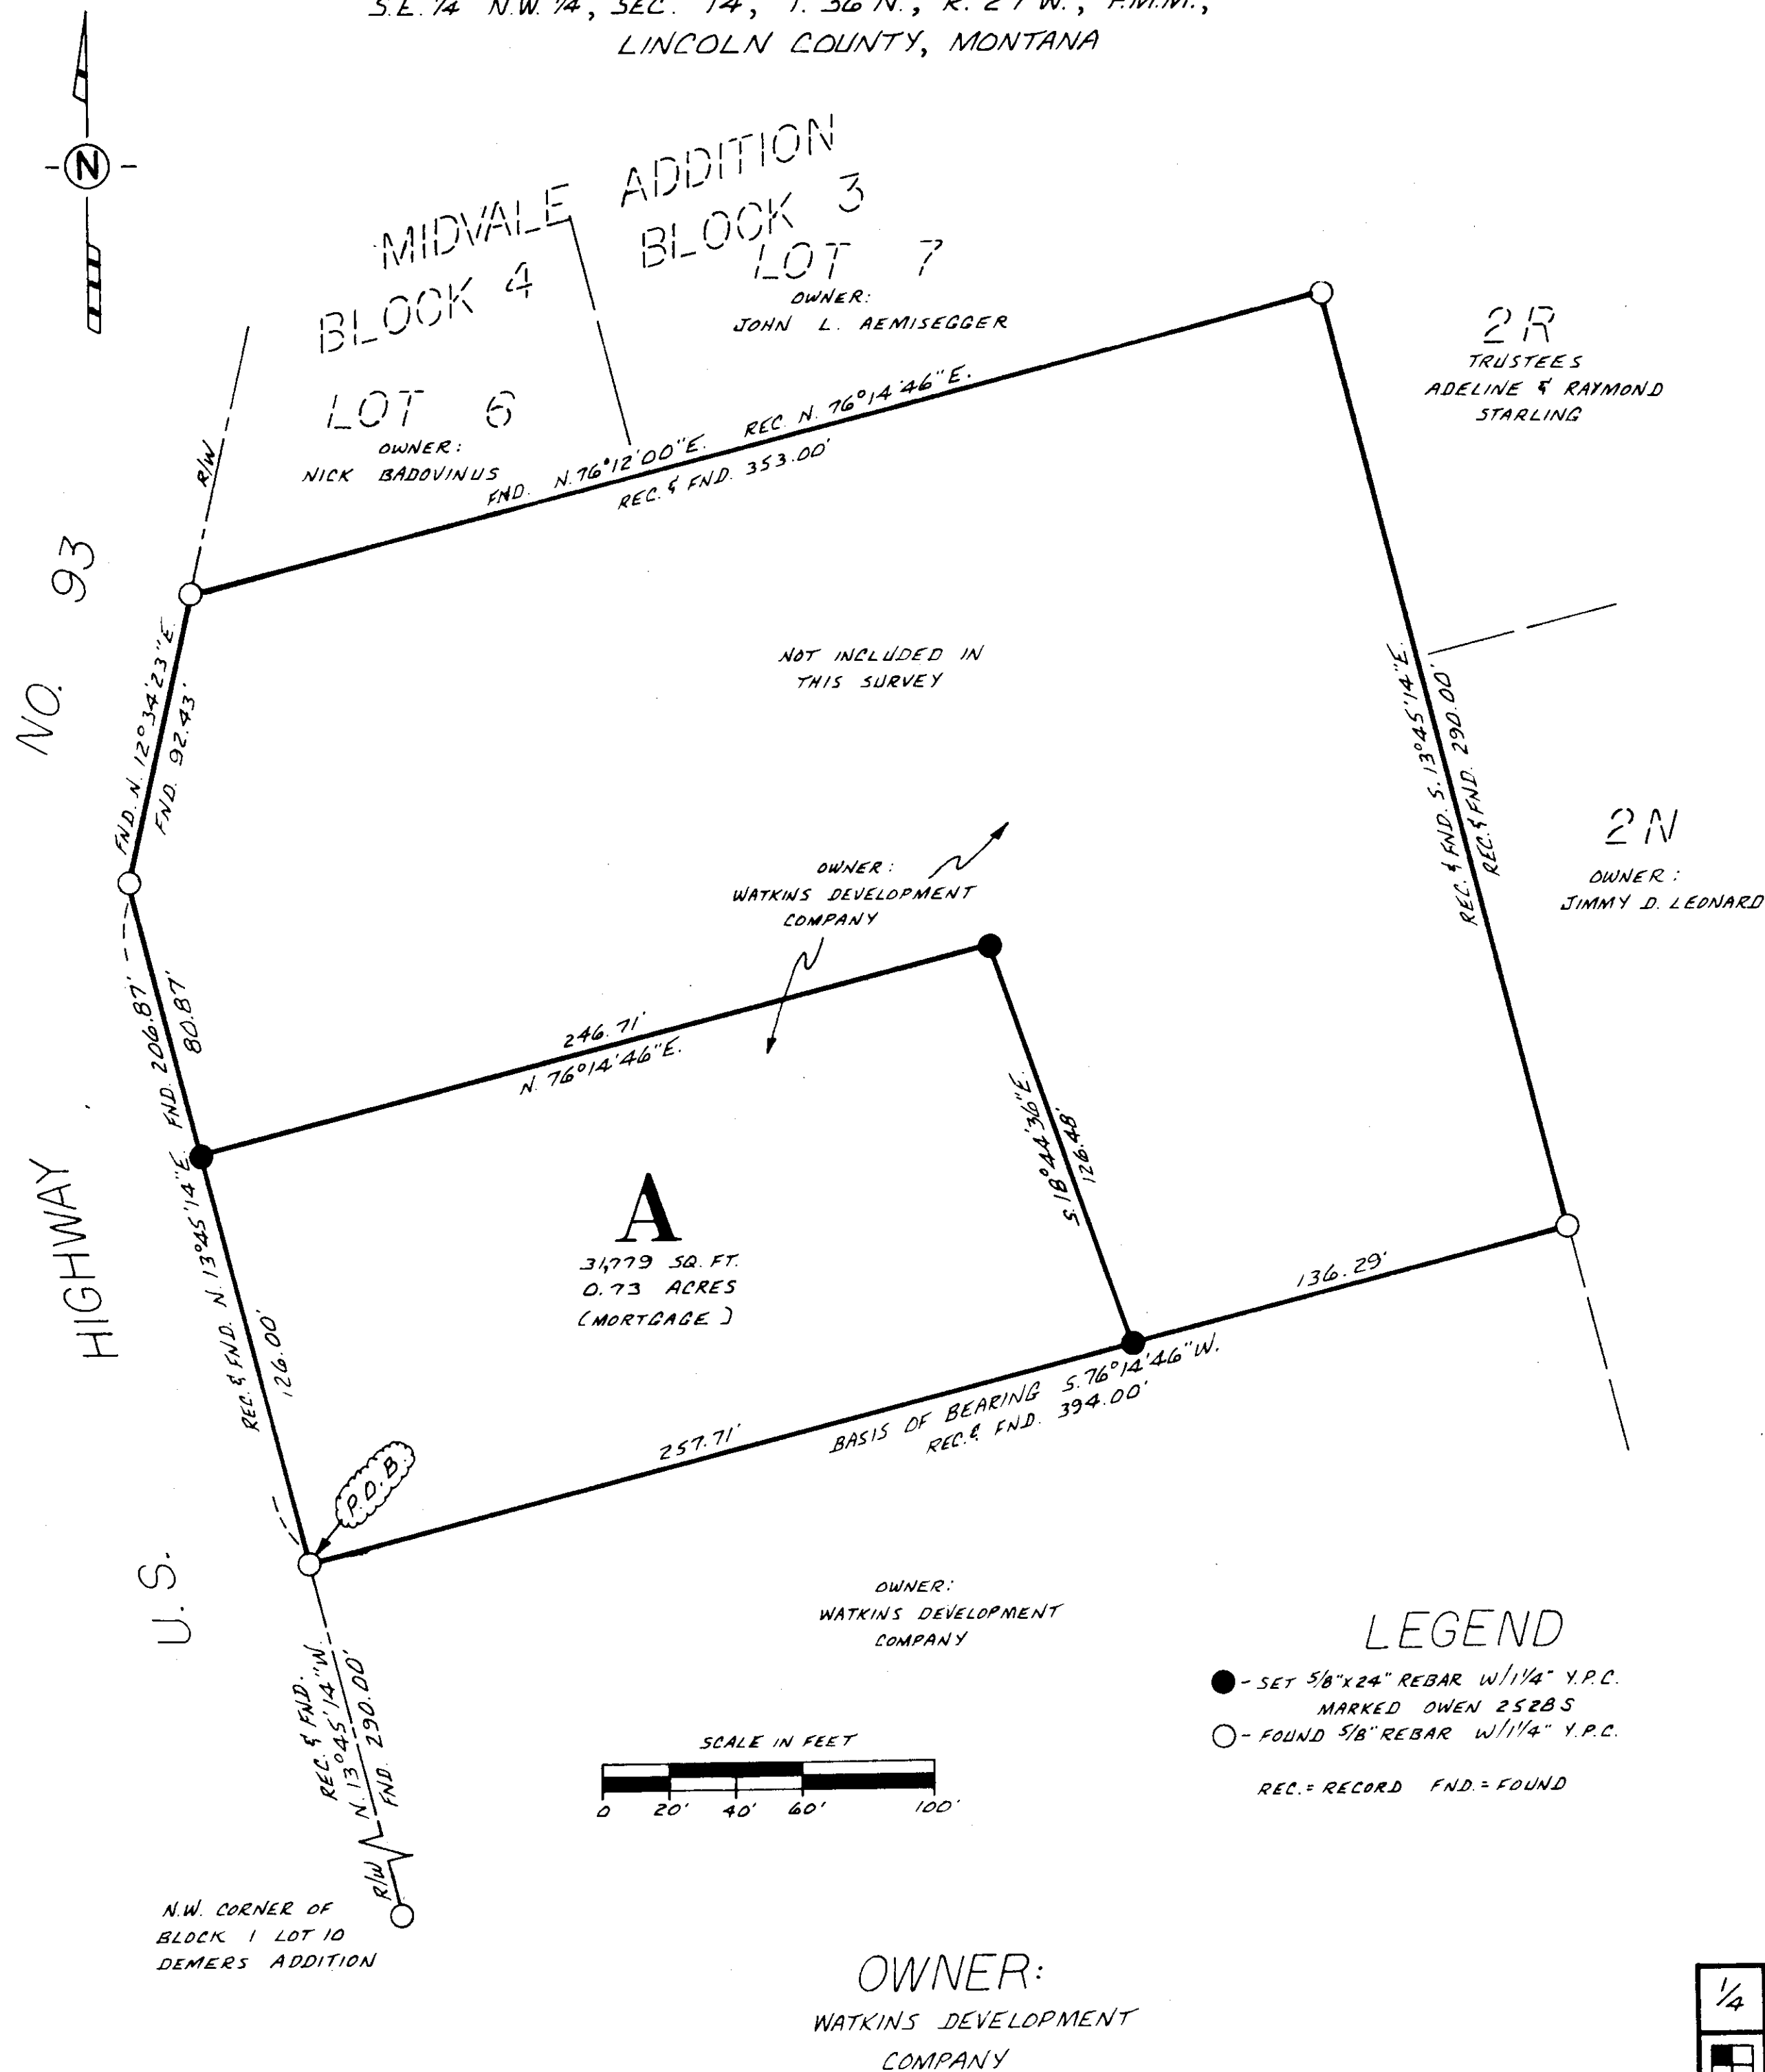 S.E. 1/4 N.W. 1/4, SEC. 14, T. 36 N., R. 27 W., P.M.M.,
LINCOLN COUNTY, MONTANA
N
MIDVALE ADDITION
BLOCK 4
BLOCK 3
LOT 7
OWNER:
JOHN L. AEMISEGGER
LOT 6
OWNER:
NICK BADOVINUS
R/W
2R
TRUSTEES
ADELINE & RAYMOND
STARLING
FND. N. 76°12'00"E. REC. N. 76°14'46"E.
REC. & FND. 353.00'
FND. N. 12°34'23"E.
FND. 92.43'
NOT INCLUDED IN
THIS SURVEY
REC. & FND. S. 13°45'14"E.
REC. & FND. 290.00'
2N
OWNER:
JIMMY D. LEONARD
OWNER:
WATKINS DEVELOPMENT
COMPANY
246.71'
N. 76°14'46"E.
REC. & FND. N. 13°45'14"E. FND. 206.87'
80.87'
126.00'
S. 18°44'36"E.
126.48'
A
31,779 SQ. FT.
0.73 ACRES
(MORTGAGE)
136.29'
257.71'
BASIS OF BEARING S. 76°14'46"W.
REC. & FND. 394.00'
P.O.B.
U.S. HIGHWAY NO. 93
OWNER:
WATKINS DEVELOPMENT
COMPANY
REC. & FND.
N. 13°45'14"W.
FND. 290.00'
R/W
N.W. CORNER OF
BLOCK 1 LOT 10
DEMERS ADDITION
SCALE IN FEET
0 20' 40' 60' 100'
LEGEND
- SET 5/8"X24" REBAR W/1 1/4" Y.P.C.
MARKED OWEN 2528S
- FOUND 5/8" REBAR W/1 1/4" Y.P.C.
REC. = RECORD FND. = FOUND
OWNER:
WATKINS DEVELOPMENT
COMPANY
1/4